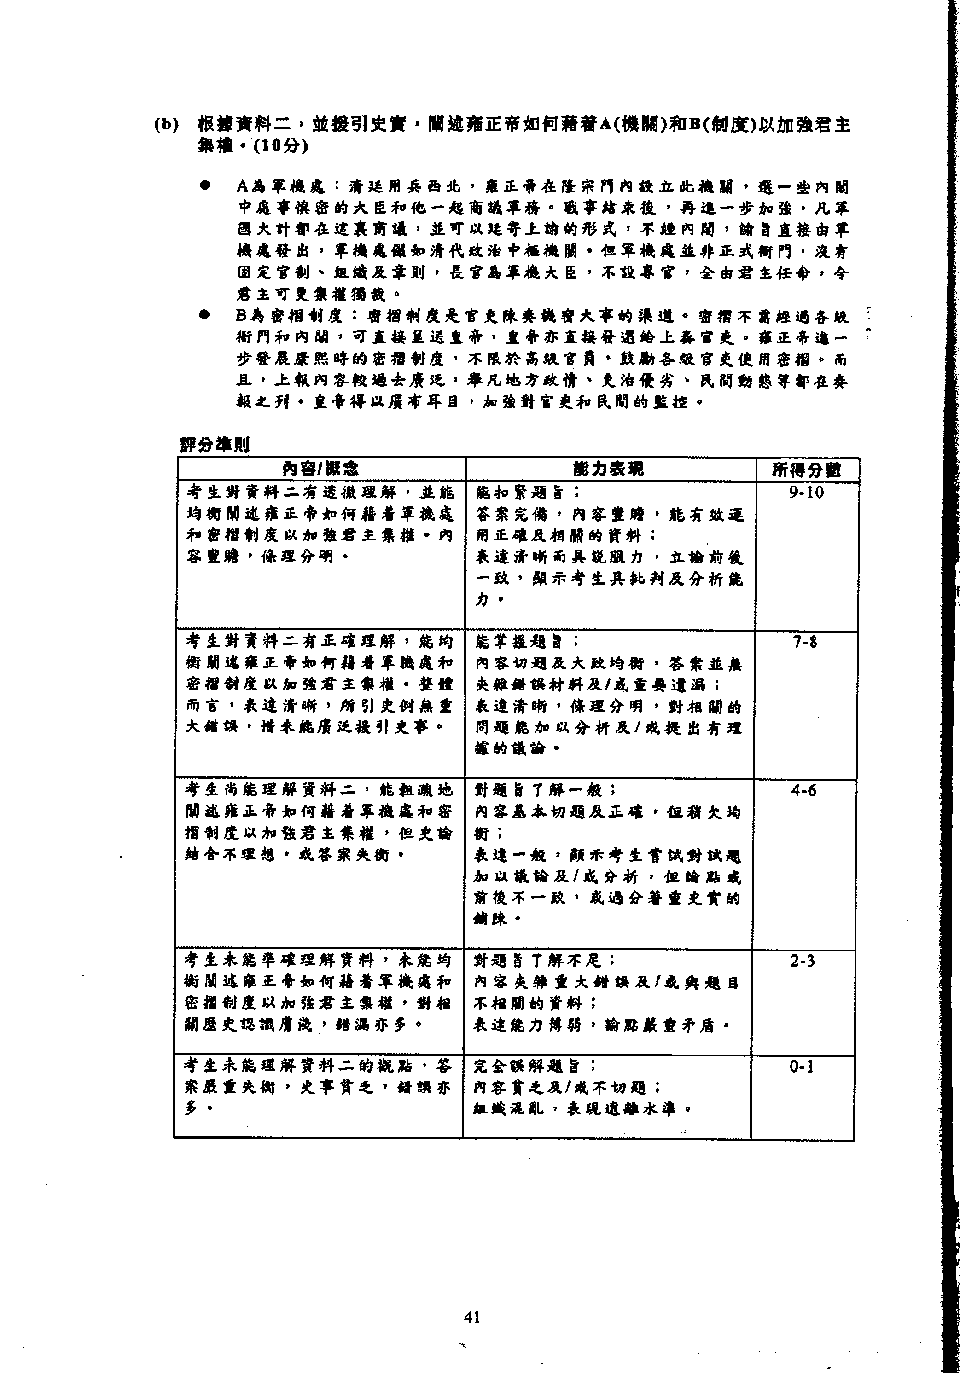 (b) 根據資料二，並援引史實，闡述雍正帝如何藉着A(機關)和B(制度)以加強君主
集權。(10分)
● A為軍機處：清廷用兵西北，雍正帝在隆宗門內設立此機關，選一些內閣
中處事慎密的大臣和他一起商議軍務。戰事結束後，再進一步加強，凡軍
國大計都在這裏商議，並可以廷寄上諭的形式，不經內閣，諭旨直接由軍
機處發出，軍機處儼如清代政治中樞機關。但軍機處並非正式衙門，沒有
固定官制、組織及章則，長官為軍機大臣，不設專官，全由君主任命，令
君主可更集權獨裁。
● B為密摺制度：密摺制度是官吏陳奏機密大事的渠道。密摺不需經過各級
衙門和內閣，可直接呈送皇帝，皇帝亦直接發還給上奏官吏。雍正帝進一
步發展康熙時的密摺制度，不限於高級官員，鼓勵各級官吏使用密摺。而
且，上報內容較過去廣泛，舉凡地方政情、吏治優劣、民間動態等都在奏
報之列。皇帝得以廣布耳目，加強對官吏和民間的監控。
評分準則
內容/概念 能力表現 所得分數
考生對資料二有透徹理解，並能
均衡闡述雍正帝如何藉着軍機處
和密摺制度以加強君主集權。內
容豐贍，條理分明。
能扣緊題旨；
答案完備，內容豐贍，能有效運
用正確及相關的資料；
表達清晰而具說服力，立論前後
一致，顯示考生具批判及分析能
力。
9-10
考生對資料二有正確理解，能均
衡闡述雍正帝如何藉着軍機處和
密摺制度以加強君主集權。整體
而言，表達清晰，所引史例無重
大錯誤，惜未能廣泛援引史事。
能掌握題旨；
內容切題及大致均衡，答案並無
夾雜錯誤材料及/或重要遺漏；
表達清晰，條理分明，對相關的
問題能加以分析及/或提出有理
據的議論。
7-8
考生尚能理解資料二，能粗疏地
闡述雍正帝如何藉着軍機處和密
摺制度以加強君主集權，但史論
結合不理想，或答案失衡。
對題旨了解一般；
內容基本切題及正確，但稍欠均
衡；
表達一般，顯示考生嘗試對試題
加以議論及/或分析，但論點或
前後不一致，或過分着重史實的
鋪陳。
4-6
考生未能準確理解資料，未能均
衡闡述雍正帝如何藉着軍機處和
密摺制度以加強君主集權，對相
關歷史認識膚淺，錯漏亦多。
對題旨了解不足；
內容夾雜重大錯誤及/或與題目
不相關的資料；
表達能力薄弱，論點嚴重矛盾。
2-3
考生未能理解資料二的觀點，答
案嚴重失衡，史事貧乏，錯誤亦
多。
完全誤解題旨；
內容貧乏及/或不切題；
組織混亂，表現遠離水準。
0-1
41